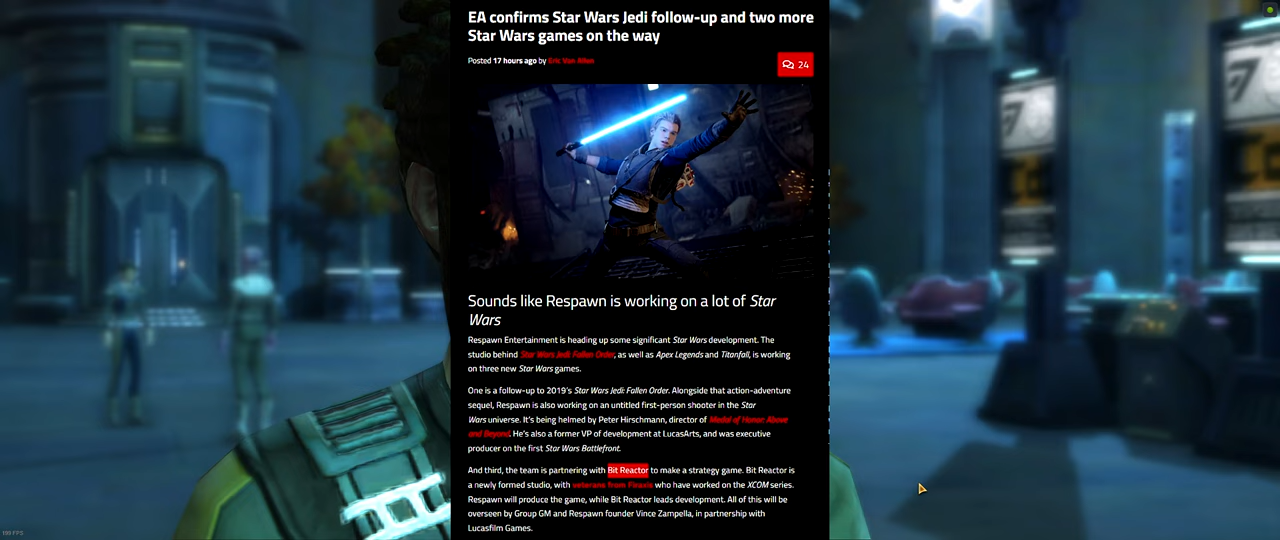 EA confirms Star Wars Jedi follow-up and two more
Star Wars games on the way
Posted 17 hours ago by Eric Van Allen
24
Sounds like Respawn is working on a lot of Star
Wars
Respawn Entertainment is heading up some significant Star Wars development. The
studio behind Star Wars Jedi: Fallen Order, as well as Apex Legends and Titanfall, is working
on three new Star Wars games.
One is a follow-up to 2019's Star Wars Jedi: Fallen Order. Alongside that action-adventure
sequel, Respawn is also working on an untitled first-person shooter in the Star
Wars universe. It's being helmed by Peter Hirschmann, director of Medal of Honor: Above
and Beyond. He's also a former VP of development at LucasArts, and was executive
producer on the first Star Wars Battlefront.
And third, the team is partnering with Bit Reactor to make a strategy game. Bit Reactor is
a newly formed studio, with veterans from Firaxis who have worked on the XCOM series.
Respawn will produce the game, while Bit Reactor leads development. All of this will be
overseen by Group GM and Respawn founder Vince Zampella, in partnership with
Lucasfilm Games.